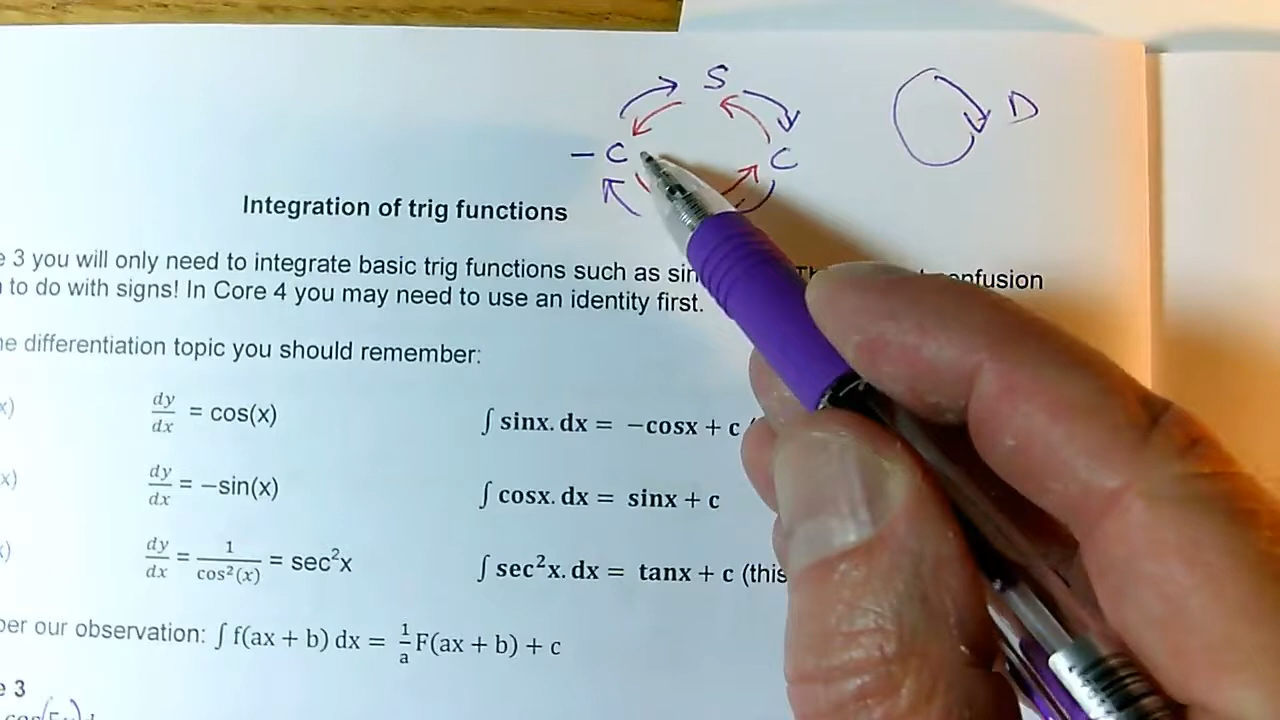 S
D
- C
C
Integration of trig functions
3 you will only need to integrate basic trig functions such as confusion
to do with signs! In Core 4 you may need to use an identity first.
differentiation topic you should remember:
x) dy/dx = cos(x) ∫ sinx. dx = −cosx + c
x) dy/dx = −sin(x) ∫ cosx. dx = sinx + c
x) dy/dx = 1/cos²(x) = sec²x ∫ sec²x. dx = tanx + c (this
our observation: ∫ f(ax + b) dx = 1/a F(ax + b) + c
3